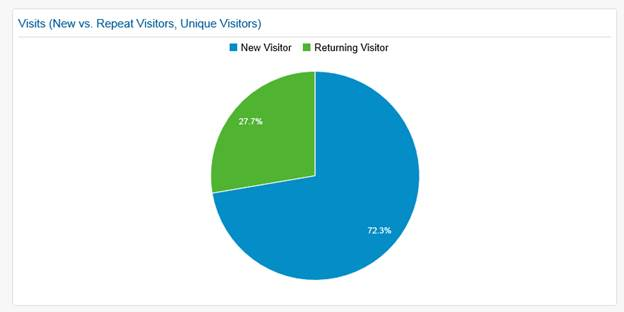 Visits (New vs. Repeat Visitors, Unique Visitors)
New Visitor Returning Visitor
27.7%
72.3%